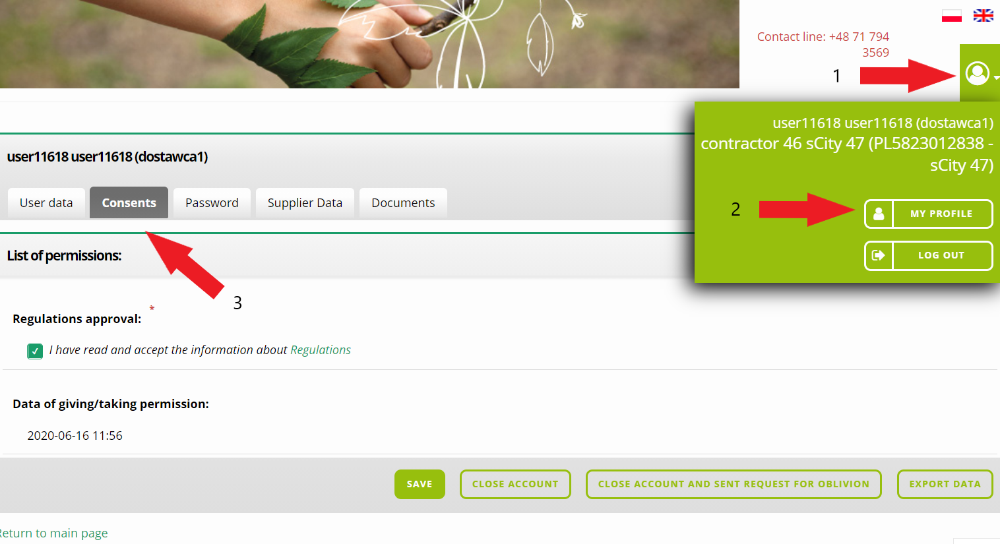 Contact line: +48 71 794
3569
1
user11618 user11618 (dostawca1)
contractor 46 sCity 47 (PL5823012838 -
sCity 47)
2
MY PROFILE
LOG OUT
user11618 user11618 (dostawca1)
User data
Consents
Password
Supplier Data
Documents
List of permissions:
3
Regulations approval: *
I have read and accept the information about Regulations
Data of giving/taking permission:
2020-06-16 11:56
SAVE
CLOSE ACCOUNT
CLOSE ACCOUNT AND SENT REQUEST FOR OBLIVION
EXPORT DATA
Return to main page